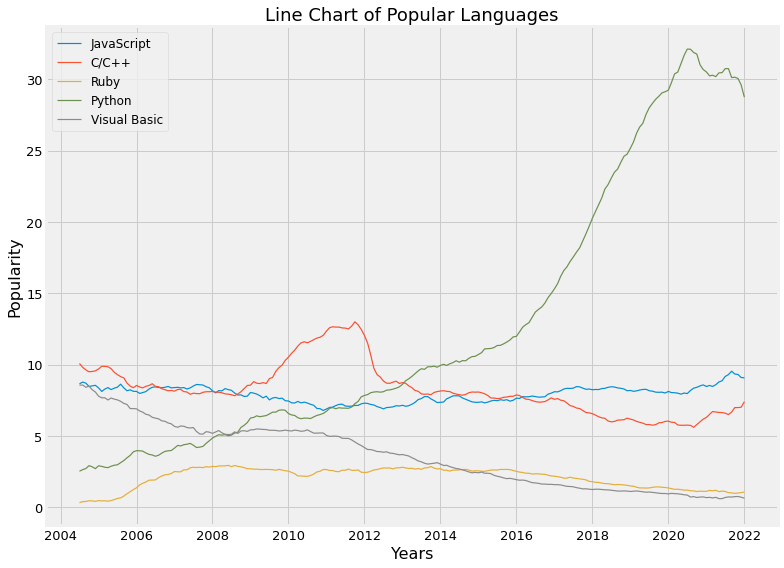 Line Chart of Popular Languages
JavaScript
C/C++
Ruby
Python
Visual Basic
Popularity
30
25
20
15
10
5
0
2004 2006 2008 2010 2012 2014 2016 2018 2020 2022
Years